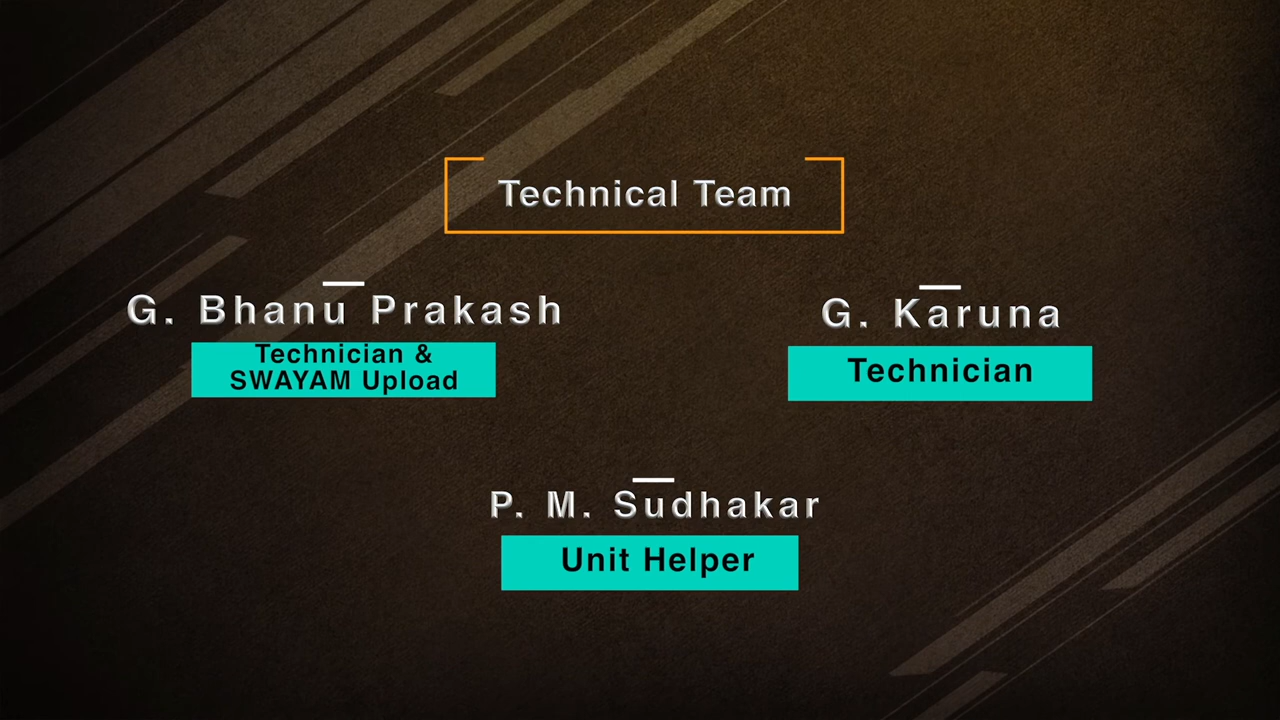 Technical Team
G. Bhanu Prakash
Technician &
SWAYAM Upload
G. Karuna
Technician
P. M. Sudhakar
Unit Helper